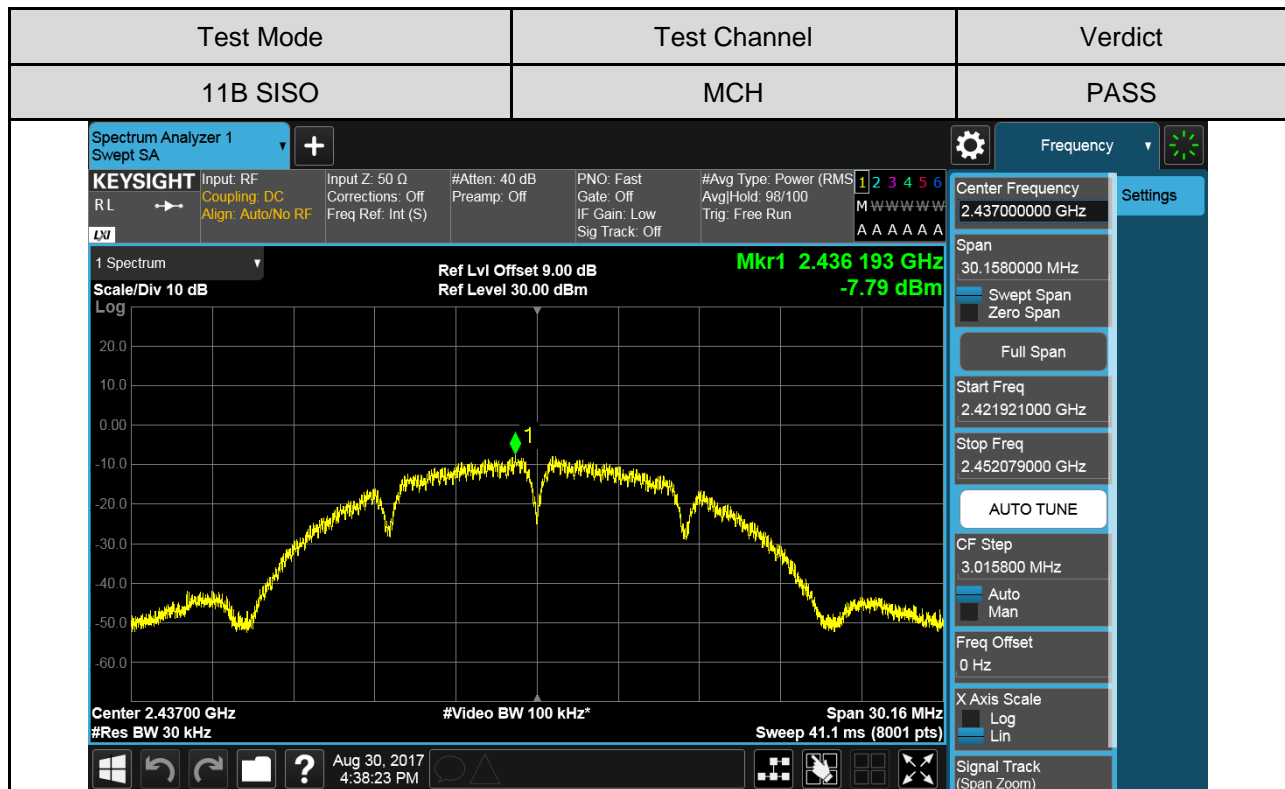 Test Mode Test Channel Verdict
11B SISO MCH PASS
Spectrum Analyzer 1
Swept SA
+
Frequency
KEYSIGHT
R L
LXI
Input: RF
Coupling: DC
Align: Auto/No RF
Input Z: 50 Ω
Corrections: Off
Freq Ref: Int (S)
#Atten: 40 dB
Preamp: Off
PNO: Fast
Gate: Off
IF Gain: Low
Sig Track: Off
#Avg Type: Power (RMS
Avg|Hold: 98/100
Trig: Free Run
1 2 3 4 5 6
M W W W W W
A A A A A A
1 Spectrum
Scale/Div 10 dB
Log
Ref Lvl Offset 9.00 dB
Ref Level 30.00 dBm
Mkr1 2.436 193 GHz
-7.79 dBm
20.0
10.0
0.00
-10.0
-20.0
-30.0
-40.0
-50.0
-60.0
1
Center 2.43700 GHz
#Res BW 30 kHz
#Video BW 100 kHz*
Span 30.16 MHz
Sweep 41.1 ms (8001 pts)
?
Aug 30, 2017
4:38:23 PM
Center Frequency
2.437000000 GHz
Settings
Span
30.1580000 MHz
Swept Span
Zero Span
Full Span
Start Freq
2.421921000 GHz
Stop Freq
2.452079000 GHz
AUTO TUNE
CF Step
3.015800 MHz
Auto
Man
Freq Offset
0 Hz
X Axis Scale
Log
Lin
Signal Track
(Span Zoom)